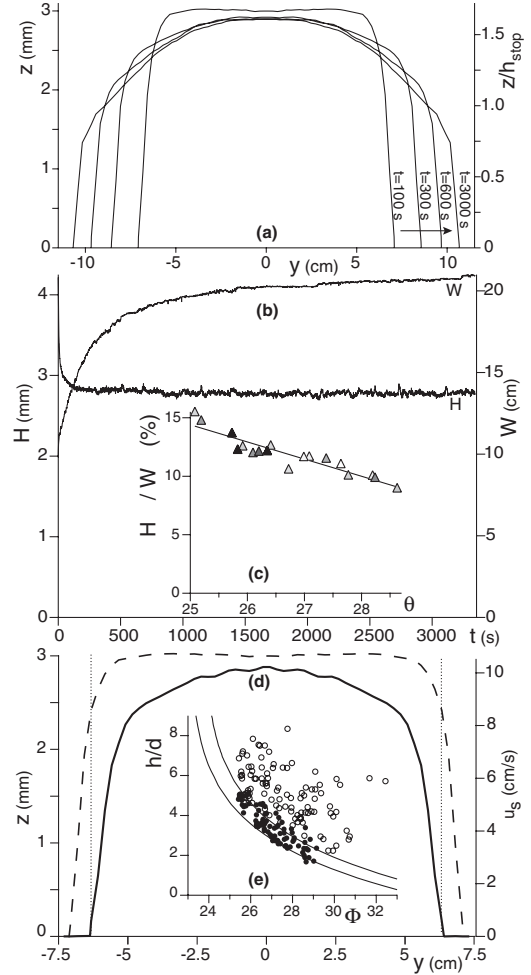 3
2
1
0
z (mm)
1.5
1
0.5
0
z/h_stop
t=100 s
t=300 s
t=600 s
t=3000 s
(a)
-10
-5
0
5
10
y (cm)
4
3
2
1
0
H (mm)
(b)
W
H
20
15
10
5
0
W (cm)
15
10
5
0
H / W (%)
(c)
25
26
27
28
θ
0
500
1000
1500
2000
2500
3000
t (s)
3
2
1
0
z (mm)
(d)
10
8
6
4
2
0
u_s (cm/s)
8
6
4
2
0
h/d
(e)
24
26
28
30
32
Φ
-7.5
-5
-2.5
0
2.5
5
7.5
y (cm)